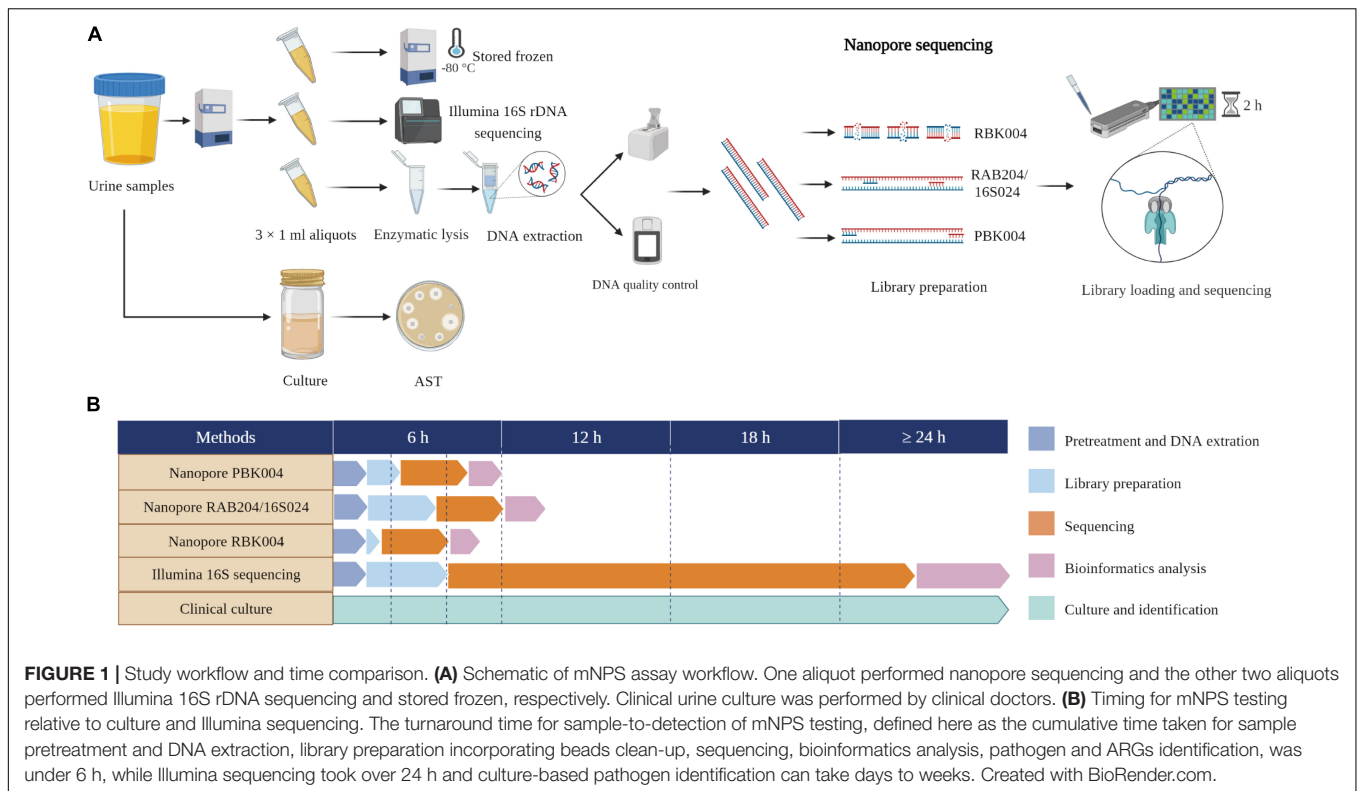 A
Nanopore sequencing
-80 °C
Stored frozen
Illumina 16S rDNA
sequencing
2 h
RBK004
RAB204/
16S024
PBK004
Urine samples
3 × 1 ml aliquots
Enzymatic lysis
DNA extraction
DNA quality control
Library preparation
Library loading and sequencing
Culture
AST
B
Methods
6 h
12 h
18 h
≥ 24 h
Nanopore PBK004
Nanopore RAB204/16S024
Nanopore RBK004
Illumina 16S sequencing
Clinical culture
Pretreatment and DNA extration
Library preparation
Sequencing
Bioinformatics analysis
Culture and identification
FIGURE 1 | Study workflow and time comparison. (A) Schematic of mNPS assay workflow. One aliquot performed nanopore sequencing and the other two aliquots
performed Illumina 16S rDNA sequencing and stored frozen, respectively. Clinical urine culture was performed by clinical doctors. (B) Timing for mNPS testing
relative to culture and Illumina sequencing. The turnaround time for sample-to-detection of mNPS testing, defined here as the cumulative time taken for sample
pretreatment and DNA extraction, library preparation incorporating beads clean-up, sequencing, bioinformatics analysis, pathogen and ARGs identification, was
under 6 h, while Illumina sequencing took over 24 h and culture-based pathogen identification can take days to weeks. Created with BioRender.com.